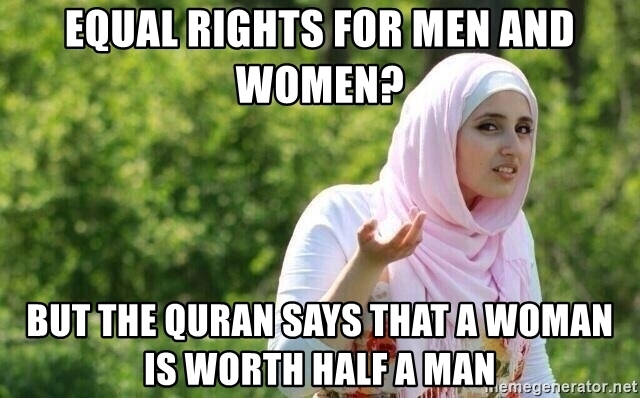 EQUAL RIGHTS FOR MEN AND
WOMEN?
BUT THE QURAN SAYS THAT A WOMAN
IS WORTH HALF A MAN
memegenerator.net